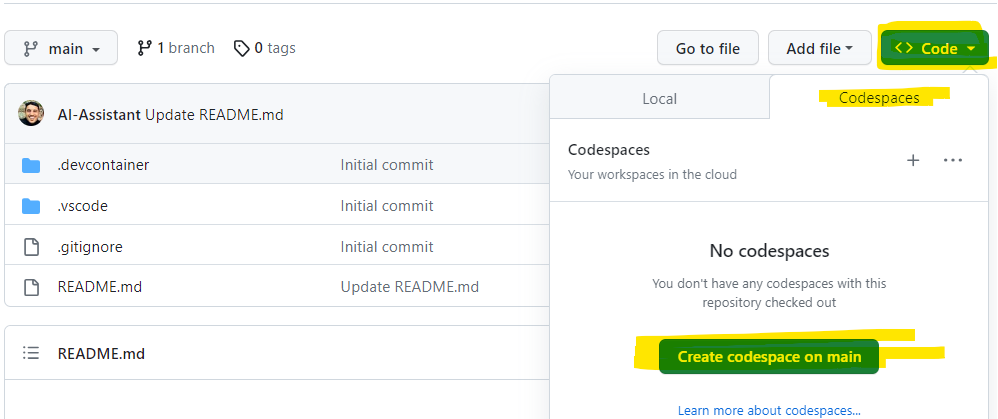 main
1 branch
0 tags
Go to file
Add file
Code
AI-Assistant Update README.md
.devcontainer Initial commit
.vscode Initial commit
.gitignore Initial commit
README.md Update README.md
README.md
Local
Codespaces
Codespaces
Your workspaces in the cloud
No codespaces
You don't have any codespaces with this
repository checked out
Create codespace on main
Learn more about codespaces...